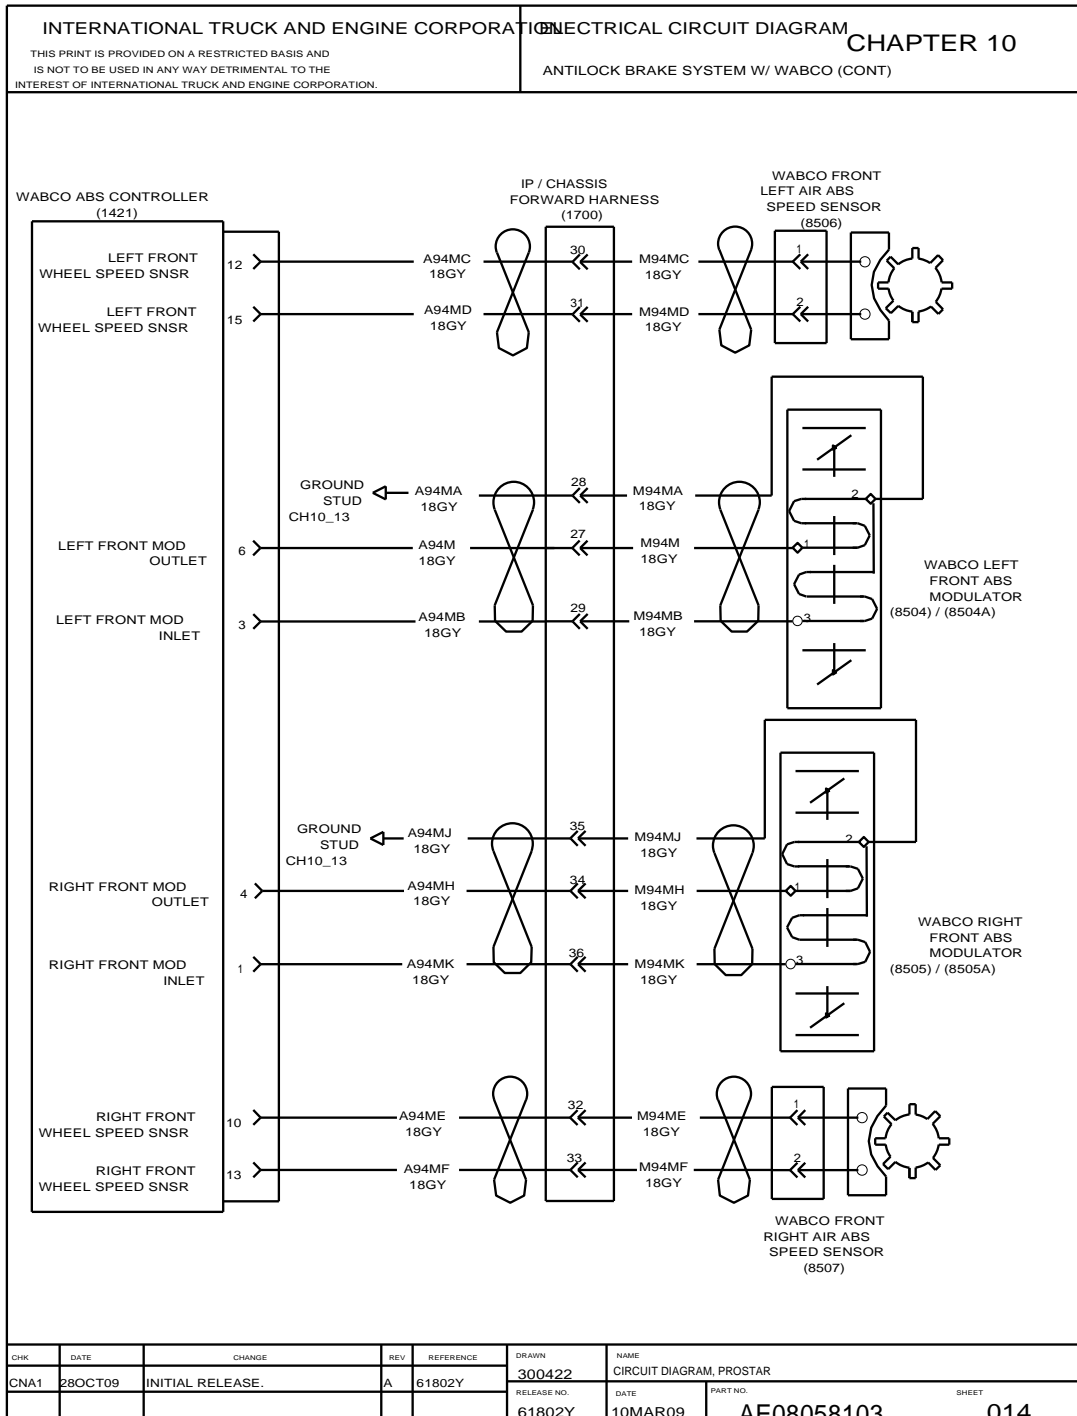 INTERNATIONAL TRUCK AND ENGINE CORPORATION
THIS PRINT IS PROVIDED ON A RESTRICTED BASIS AND
IS NOT TO BE USED IN ANY WAY DETRIMENTAL TO THE
INTEREST OF INTERNATIONAL TRUCK AND ENGINE CORPORATION.
ELECTRICAL CIRCUIT DIAGRAM
CHAPTER 10
ANTILOCK BRAKE SYSTEM W/ WABCO (CONT)
WABCO ABS CONTROLLER
(1421)
IP / CHASSIS
FORWARD HARNESS
(1700)
WABCO FRONT
LEFT AIR ABS
SPEED SENSOR
(8506)
LEFT FRONT
WHEEL SPEED SNSR
12
A94MC
18GY
30
M94MC
18GY
1
LEFT FRONT
WHEEL SPEED SNSR
15
A94MD
18GY
31
M94MD
18GY
2
GROUND
STUD
CH10_13
A94MA
18GY
28
M94MA
18GY
2
LEFT FRONT MOD
OUTLET
6
A94M
18GY
27
M94M
18GY
1
LEFT FRONT MOD
INLET
3
A94MB
18GY
29
M94MB
18GY
3
WABCO LEFT
FRONT ABS
MODULATOR
(8504) / (8504A)
GROUND
STUD
CH10_13
A94MJ
18GY
35
M94MJ
18GY
2
RIGHT FRONT MOD
OUTLET
4
A94MH
18GY
34
M94MH
18GY
1
RIGHT FRONT MOD
INLET
1
A94MK
18GY
36
M94MK
18GY
3
WABCO RIGHT
FRONT ABS
MODULATOR
(8505) / (8505A)
RIGHT FRONT
WHEEL SPEED SNSR
10
A94ME
18GY
32
M94ME
18GY
1
RIGHT FRONT
WHEEL SPEED SNSR
13
A94MF
18GY
33
M94MF
18GY
2
WABCO FRONT
RIGHT AIR ABS
SPEED SENSOR
(8507)
CHK DATE CHANGE REV REFERENCE
CNA1 28OCT09 INITIAL RELEASE. A 61802Y
DRAWN
300422
NAME
CIRCUIT DIAGRAM, PROSTAR
RELEASE NO.
61802Y
DATE
10MAR09
PART NO.
AE08058103
SHEET
014